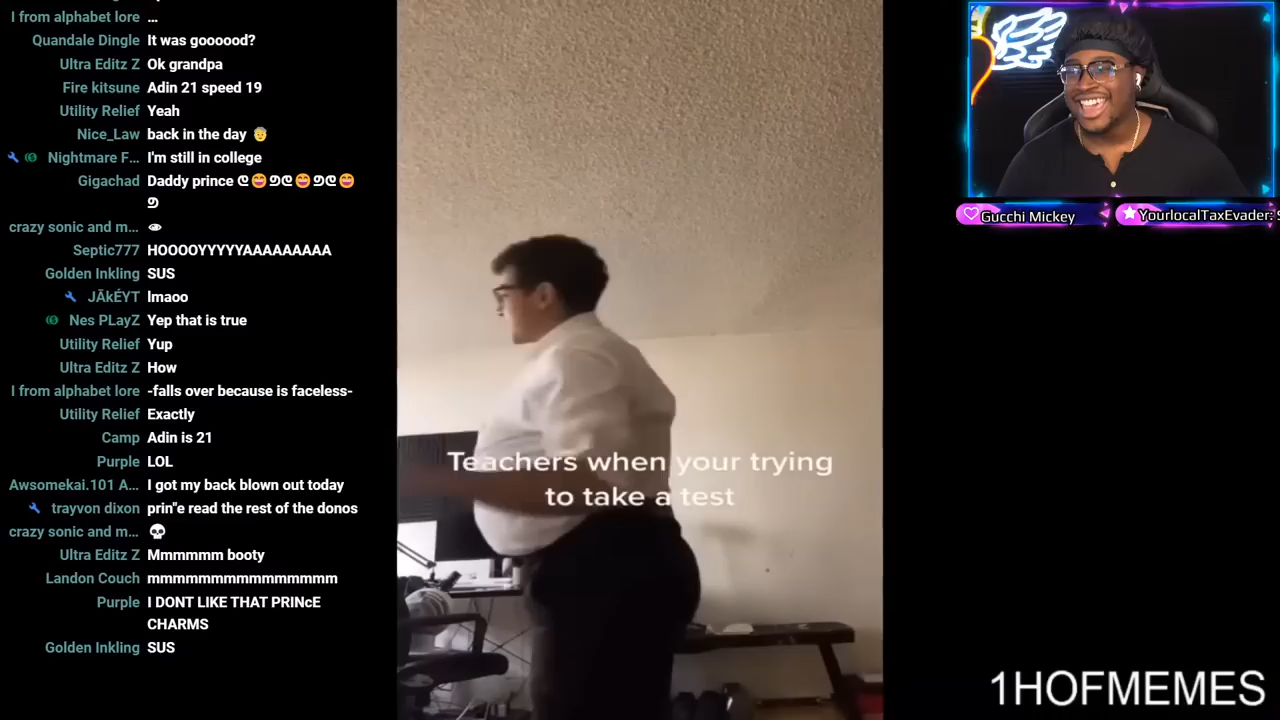 I from alphabet lore ...
Quandale Dingle It was goooood?
Ultra Editz Z Ok grandpa
Fire kitsune Adin 21 speed 19
Utility Relief Yeah
Nice_Law back in the day 😇
Nightmare F... I'm still in college
Gigachad Daddy prince ᘓ😄ᘐᘓ😄ᘐᘓ😄
ᘐ
crazy sonic and m... 👁
Septic777 HOOOOYYYYYAAAAAAAAA
Golden Inkling SUS
JÃkÉYT lmaoo
Nes PLayZ Yep that is true
Utility Relief Yup
Ultra Editz Z How
I from alphabet lore -falls over because is faceless-
Utility Relief Exactly
Camp Adin is 21
Purple LOL
Awsomekai.101 A... I got my back blown out today
trayvon dixon prin"e read the rest of the donos
crazy sonic and m... 💀
Ultra Editz Z Mmmmmm booty
Landon Couch mmmmmmmmmmmmmmm
Purple I DONT LIKE THAT PRINcE
CHARMS
Golden Inkling SUS
Teachers when your trying
to take a test
Gucchi Mickey
YourlocalTaxEvader:
1HOFMEMES